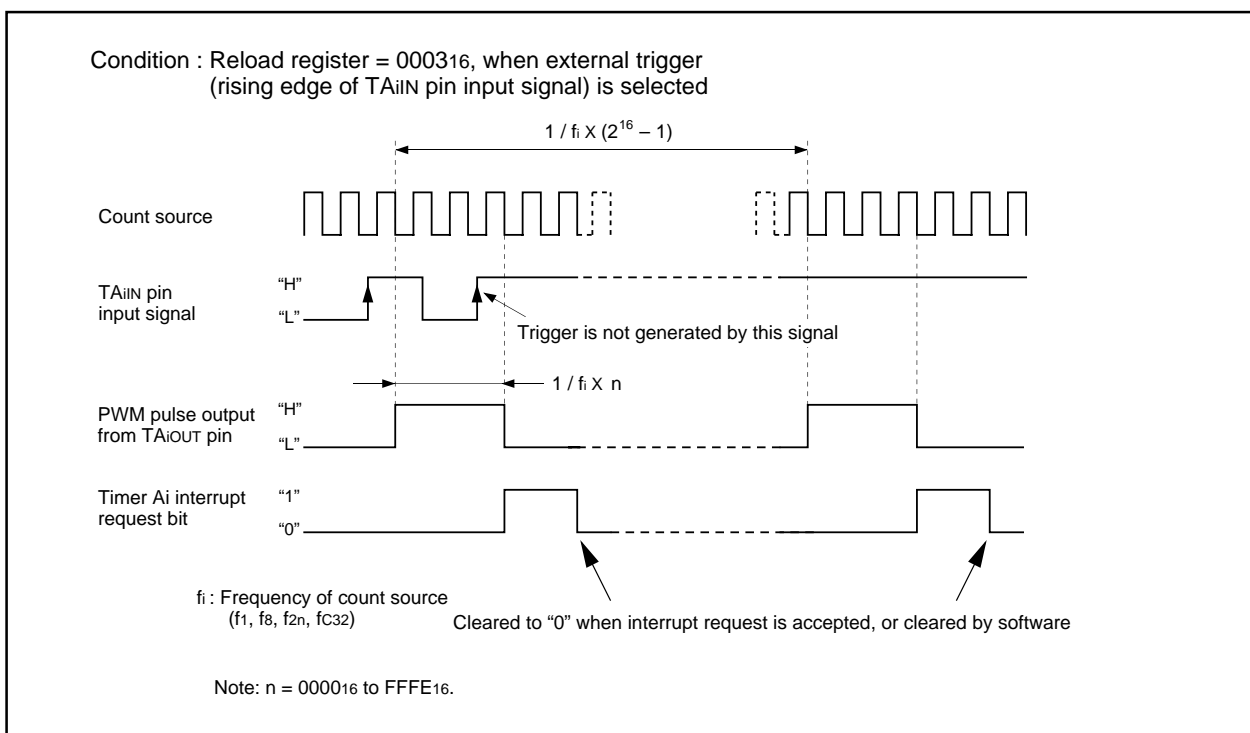 Condition : Reload register = 000316, when external trigger
(rising edge of TAiIN pin input signal) is selected
1 / fi X (2^16 – 1)
Count source
TAiIN pin
input signal
“H”
“L”
Trigger is not generated by this signal
1 / fi X n
PWM pulse output
from TAiOUT pin
“H”
“L”
Timer Ai interrupt
request bit
“1”
“0”
fi : Frequency of count source
(f1, f8, f2n, fC32)
Cleared to “0” when interrupt request is accepted, or cleared by software
Note: n = 000016 to FFFE16.